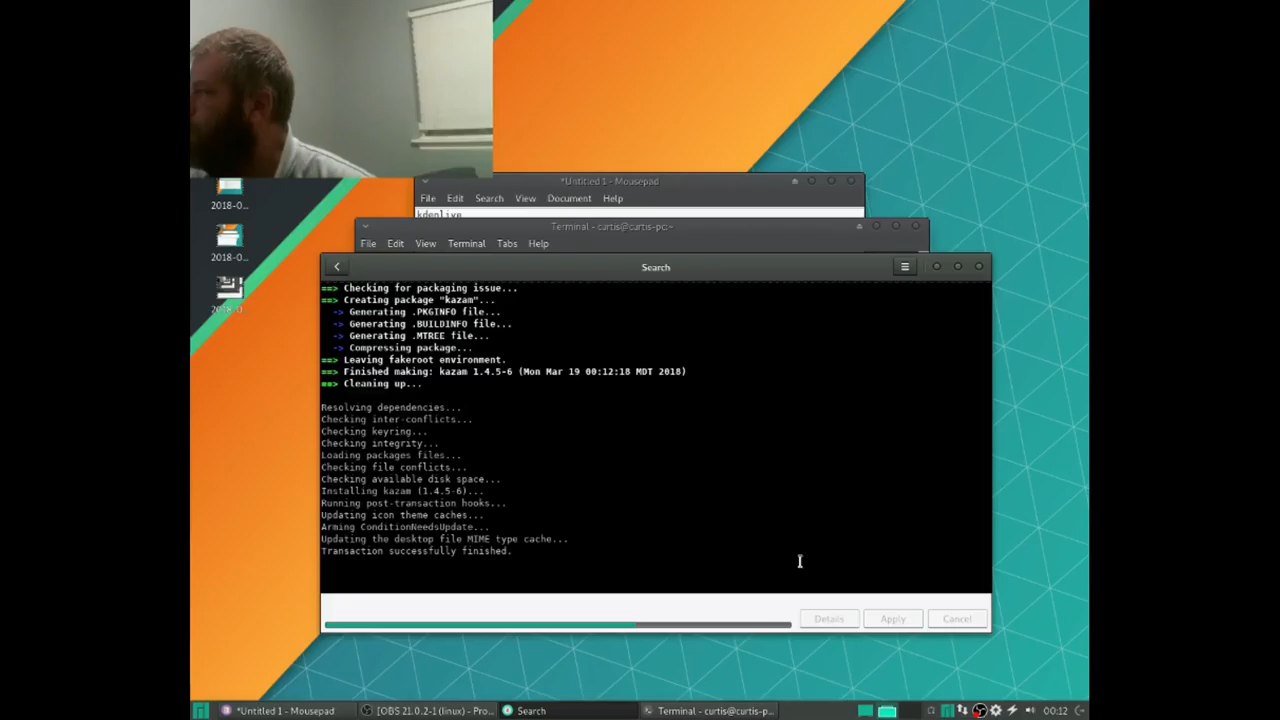 *Untitled 1 - Mousepad
File Edit Search View Document Help
kdenlive
2018-0...
2018-0...
2018-0
Terminal - curtis@curtis-pc:~
File Edit View Terminal Tabs Help
Search
==> Checking for packaging issue...
==> Creating package "kazam"...
-> Generating .PKGINFO file...
-> Generating .BUILDINFO file...
-> Generating .MTREE file...
-> Compressing package...
==> Leaving fakeroot environment.
==> Finished making: kazam 1.4.5-6 (Mon Mar 19 00:12:18 MDT 2018)
==> Cleaning up...
Resolving dependencies...
Checking inter-conflicts...
Checking keyring...
Checking integrity...
Loading packages files...
Checking file conflicts...
Checking available disk space...
Installing kazam (1.4.5-6)...
Running post-transaction hooks...
Updating icon theme caches...
Arming ConditionNeedsUpdate...
Updating the desktop file MIME type cache...
Transaction successfully finished.
Details Apply Cancel
*Untitled 1 - Mousepad [OBS 21.0.2-1 (linux) - Pro... Search Terminal - curtis@curtis-p... 00:12